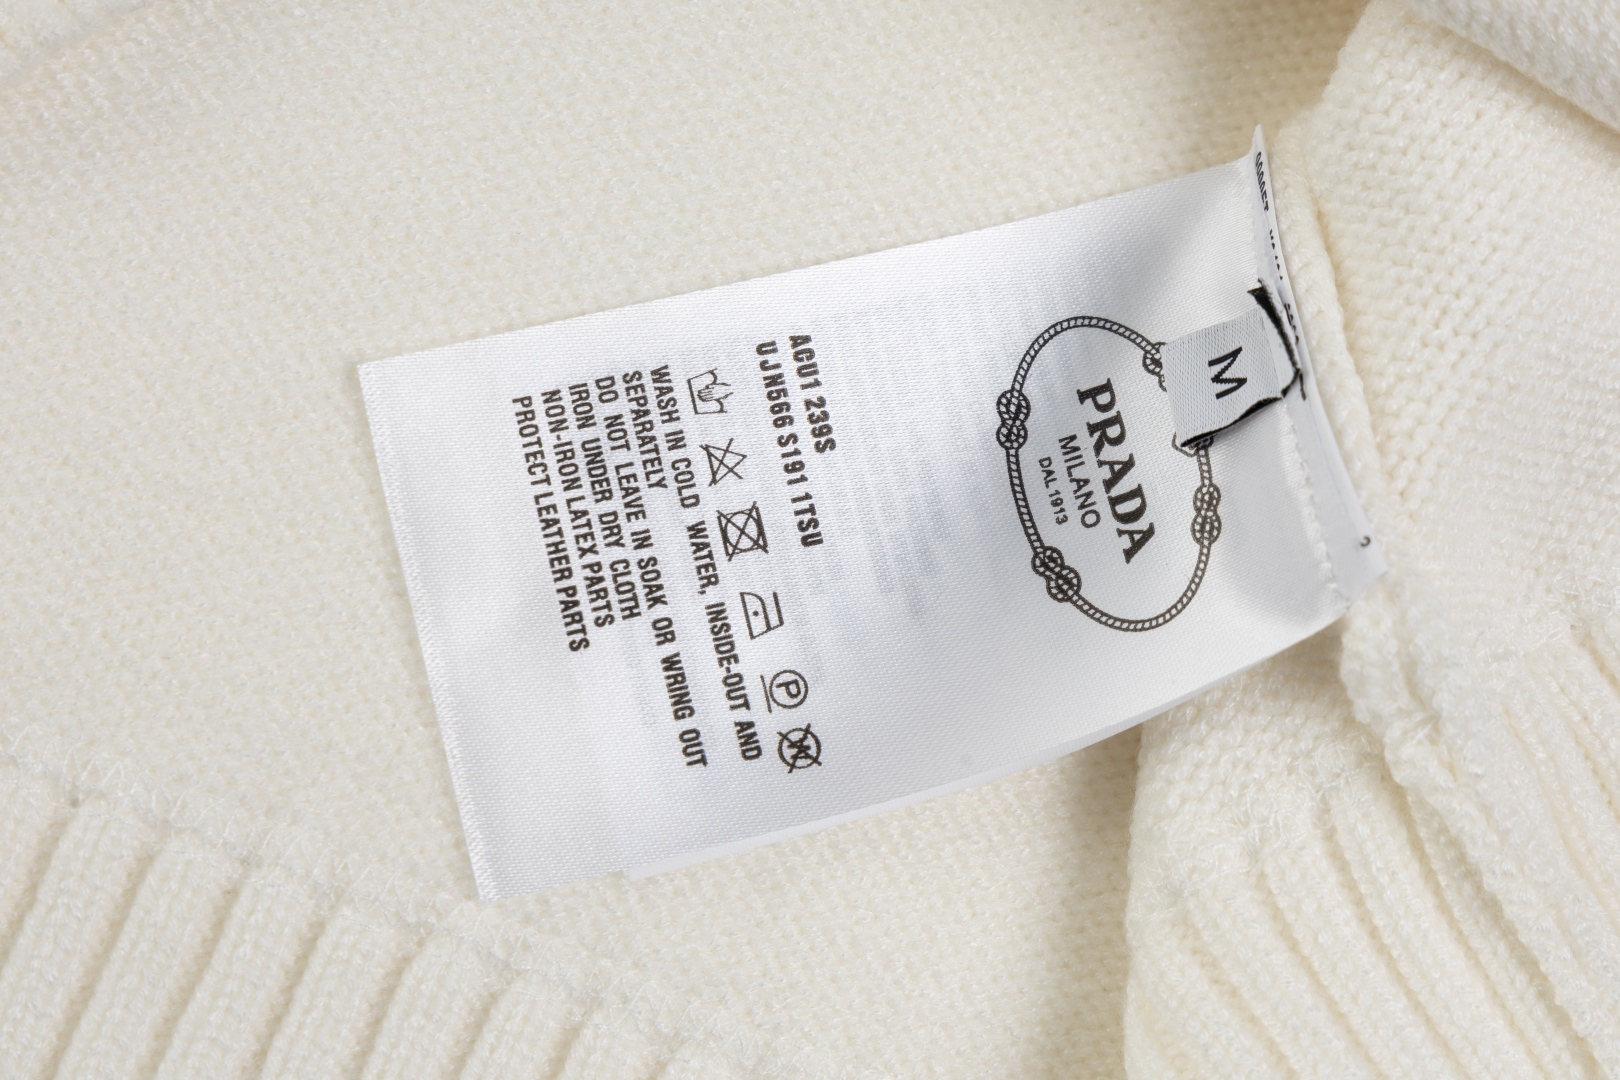 M
PRADA
MILANO
DAL 1913
ACU1 239S
UJN566 S191 1TSU
P
W
WASH IN COLD WATER, INSIDE-OUT AND
SEPARATELY
DO NOT LEAVE IN SOAK OR WRING OUT
IRON UNDER DRY CLOTH
NON-IRON LATEX PARTS
PROTECT LEATHER PARTS